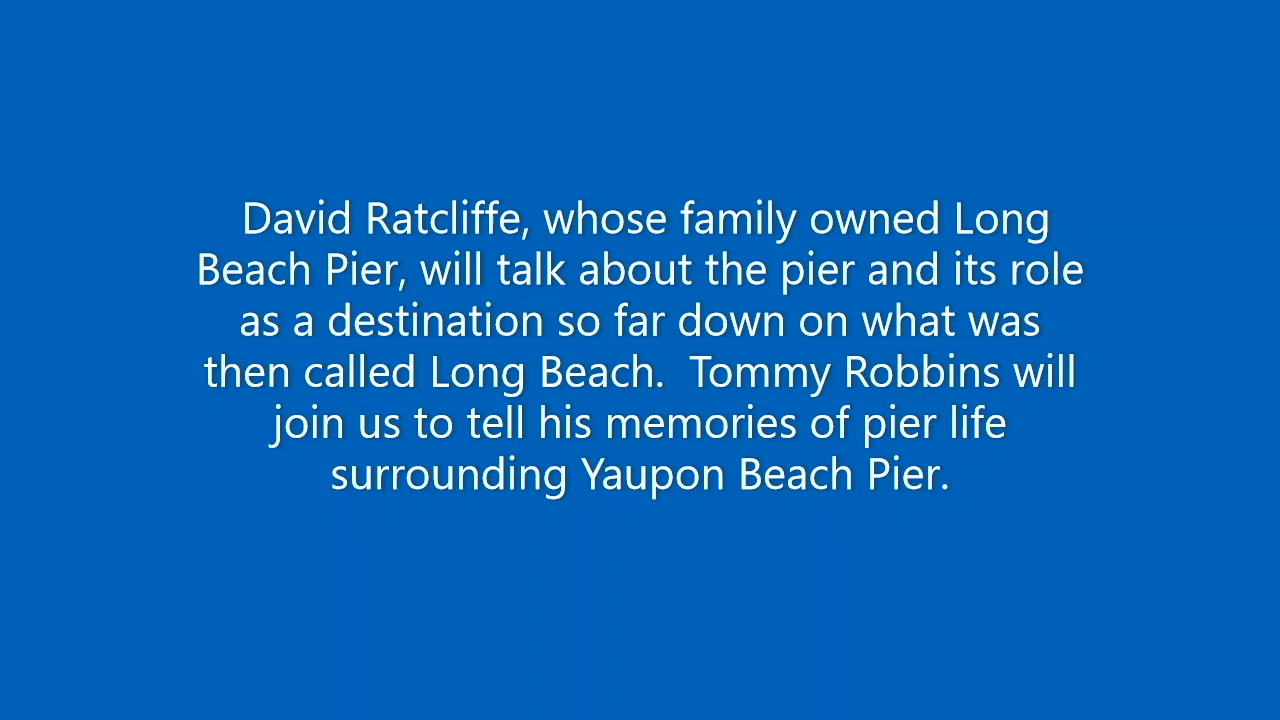 David Ratcliffe, whose family owned Long
Beach Pier, will talk about the pier and its role
as a destination so far down on what was
then called Long Beach.  Tommy Robbins will
join us to tell his memories of pier life
surrounding Yaupon Beach Pier.